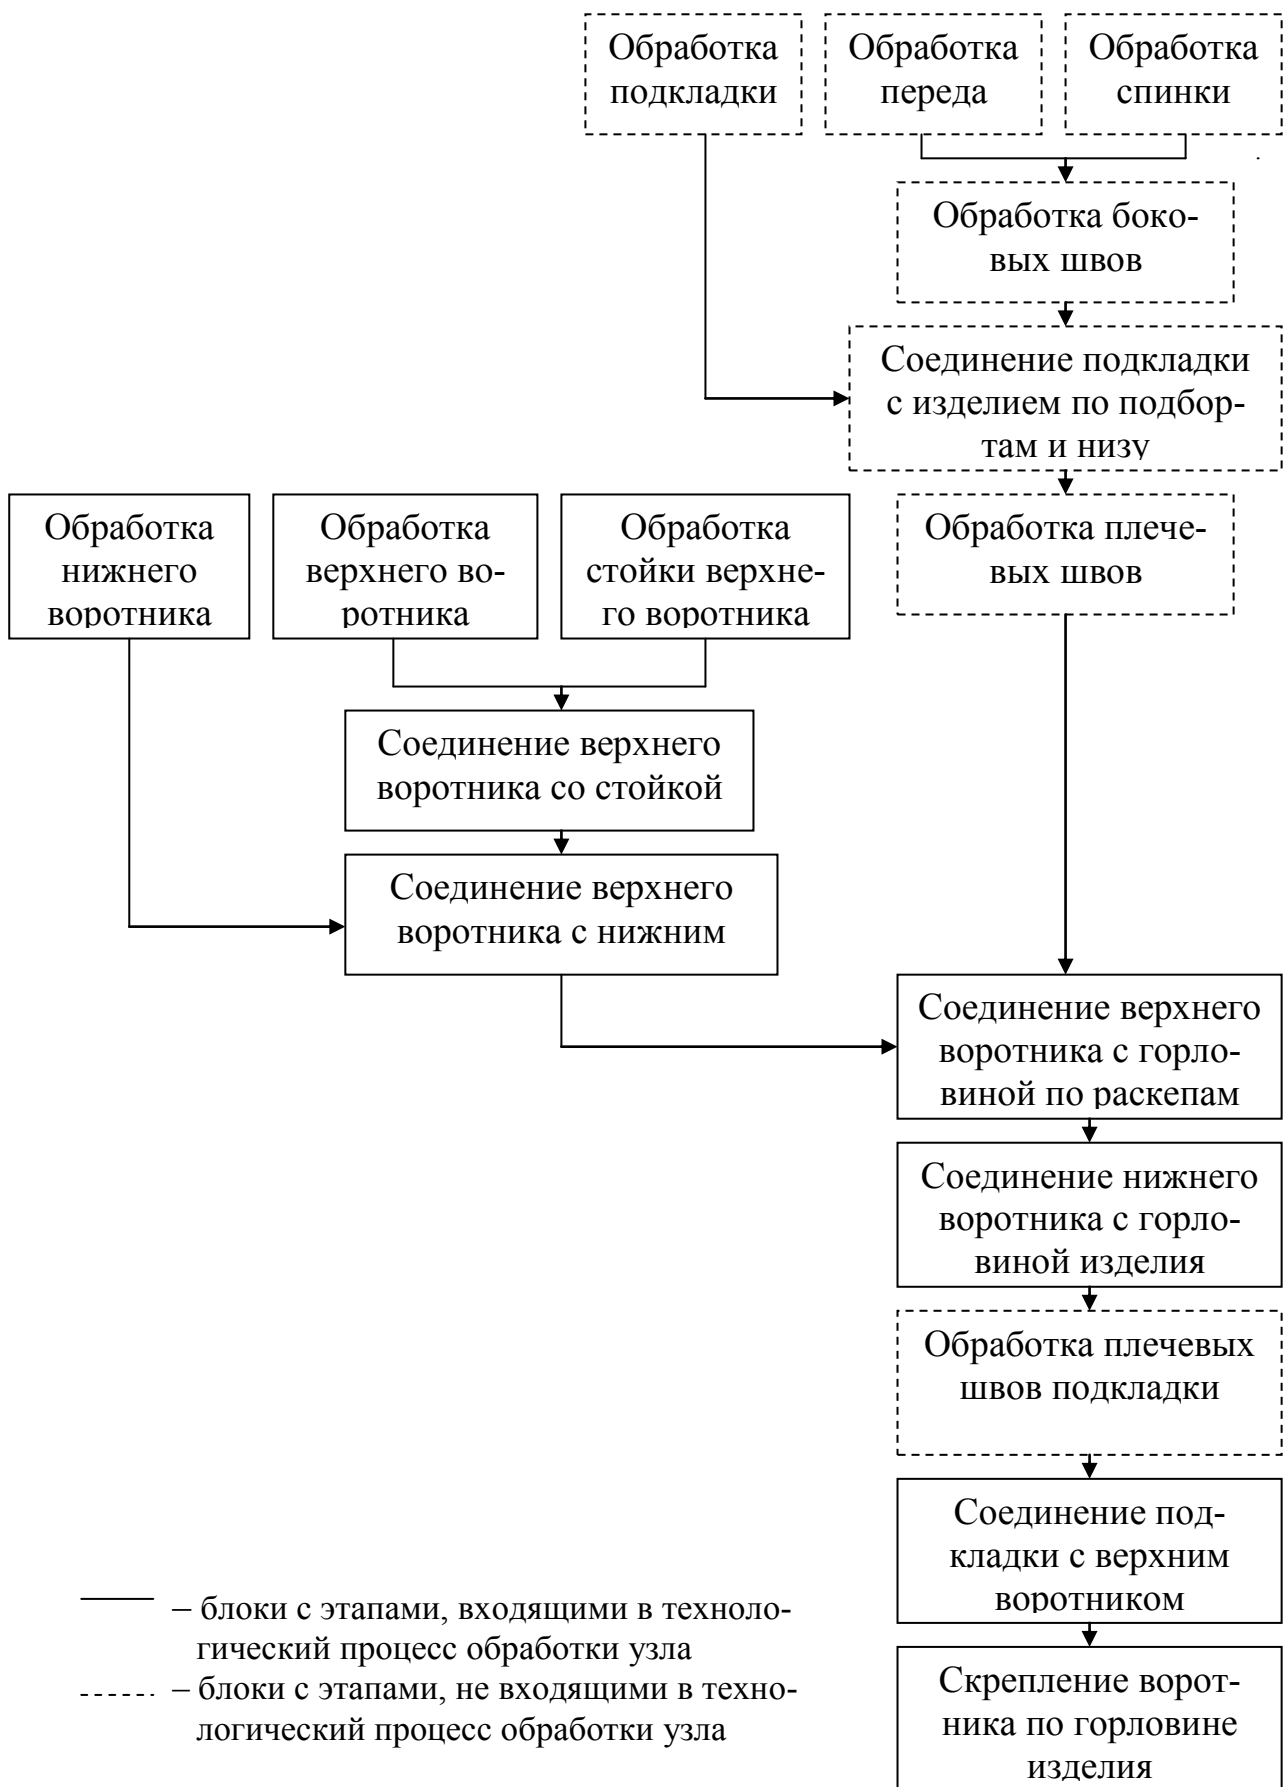 Обработка
подкладки
Обработка
переда
Обработка
спинки
Обработка боко-
вых швов
Соединение подкладки
с изделием по подбор-
там и низу
Обработка
нижнего
воротника
Обработка
верхнего во-
ротника
Обработка
стойки верхне-
го воротника
Обработка плече-
вых швов
Соединение верхнего
воротника со стойкой
Соединение верхнего
воротника с нижним
Соединение верхнего
воротника с горло-
виной по раскепам
Соединение нижнего
воротника с горло-
виной изделия
Обработка плечевых
швов подкладки
Соединение под-
кладки с верхним
воротником
Скрепление ворот-
ника по горловине
изделия
– блоки с этапами, входящими в техноло-
гический процесс обработки узла
– блоки с этапами, не входящими в техно-
логический процесс обработки узла